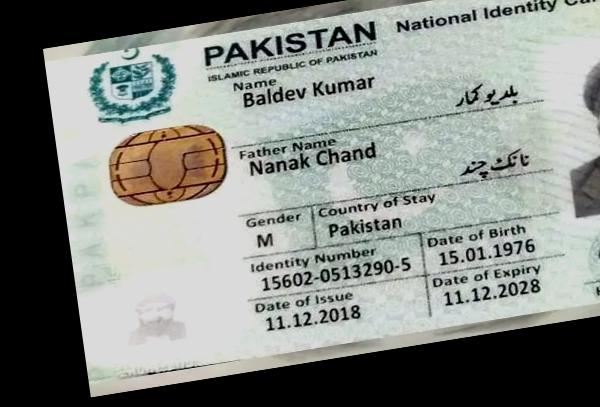 PAKISTAN National Identity Car
ISLAMIC REPUBLIC OF PAKISTAN
Name
Baldev Kumar
بلدیو کمار
Father Name
Nanak Chand
نانک چند
Gender Country of Stay
M Pakistan
Identity Number Date of Birth
15602-0513290-5 15.01.1976
Date of Issue Date of Expiry
11.12.2018 11.12.2028